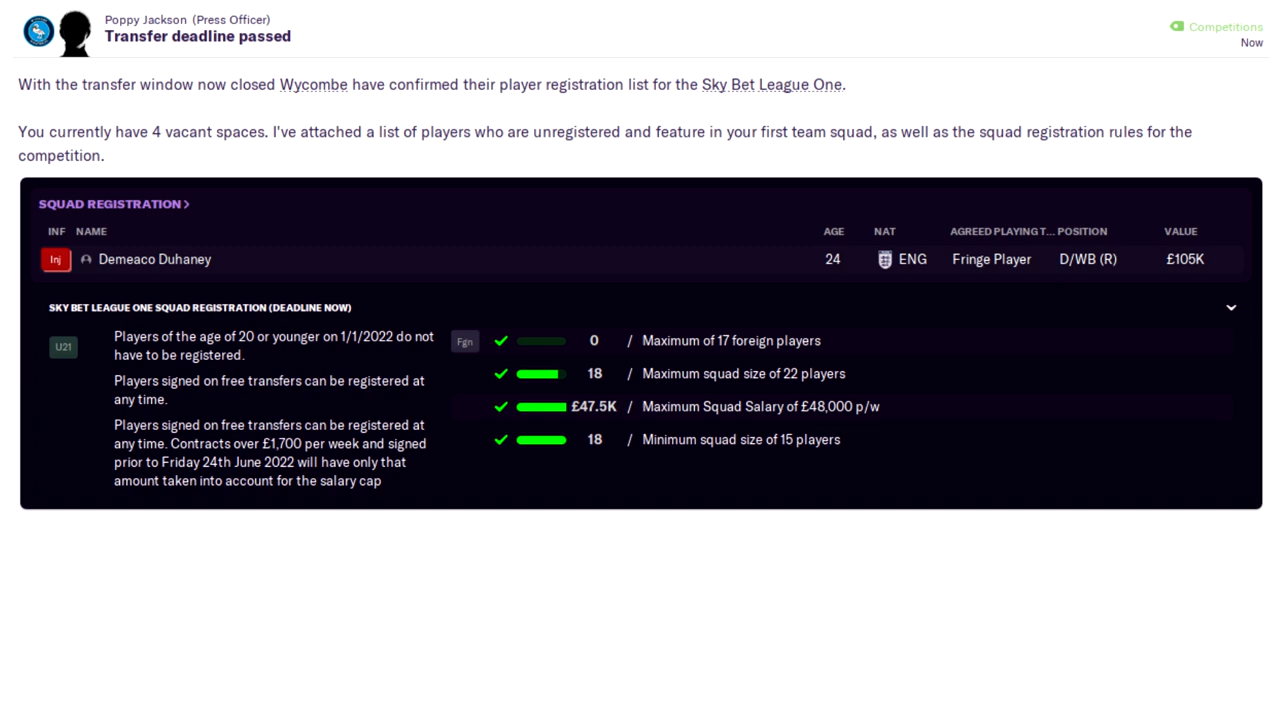 Poppy Jackson (Press Officer)
Transfer deadline passed
Competitions
Now
With the transfer window now closed Wycombe have confirmed their player registration list for the Sky Bet League One.
You currently have 4 vacant spaces. I've attached a list of players who are unregistered and feature in your first team squad, as well as the squad registration rules for the
competition.
SQUAD REGISTRATION >
INF NAME AGE NAT AGREED PLAYING T... POSITION VALUE
Inj Demeaco Duhaney 24 ENG Fringe Player D/WB (R) £105K
SKY BET LEAGUE ONE SQUAD REGISTRATION (DEADLINE NOW)
U21
Players of the age of 20 or younger on 1/1/2022 do not
have to be registered.
Players signed on free transfers can be registered at
any time.
Players signed on free transfers can be registered at
any time. Contracts over £1,700 per week and signed
prior to Friday 24th June 2022 will have only that
amount taken into account for the salary cap
Fgn 0 / Maximum of 17 foreign players
18 / Maximum squad size of 22 players
£47.5K / Maximum Squad Salary of £48,000 p/w
18 / Minimum squad size of 15 players